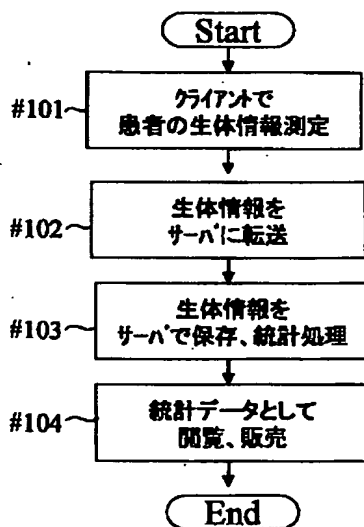 Start
#101
クライアントで
患者の生体情報測定
#102
生体情報を
サーバに転送
#103
生体情報を
サーバで保存、統計処理
#104
統計データとして
閲覧、販売
End